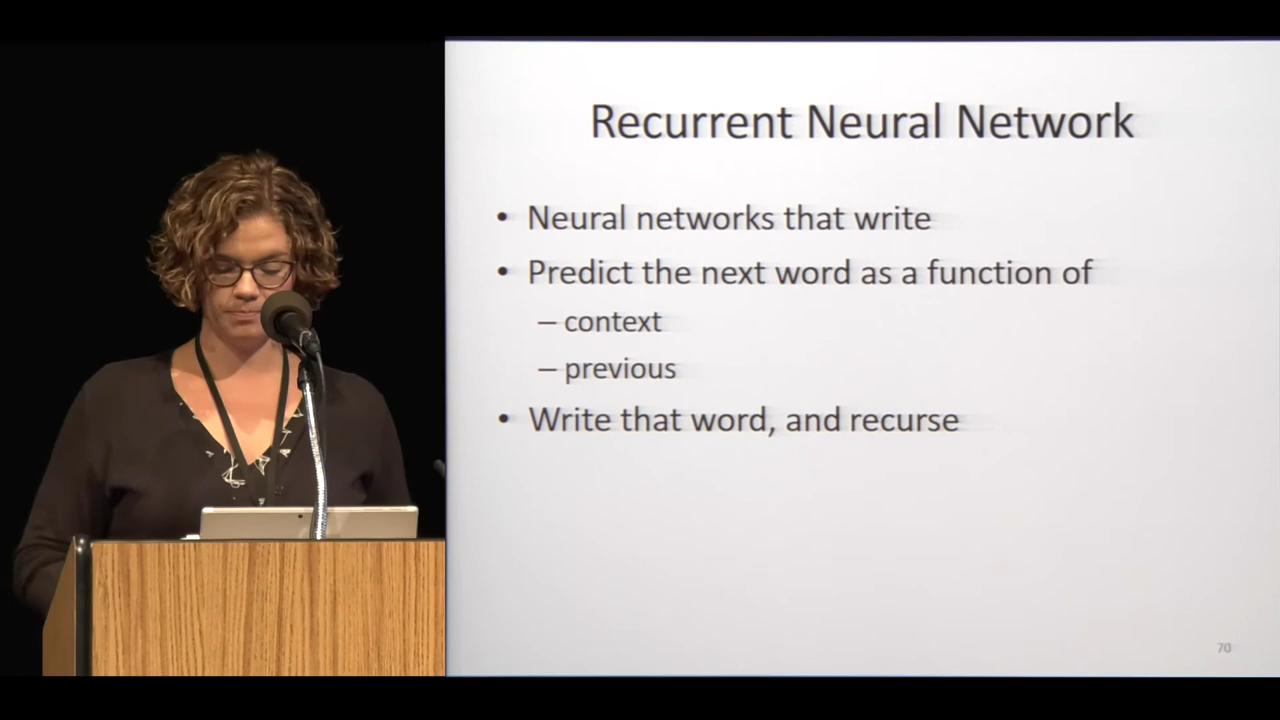 Recurrent Neural Network
• Neural networks that write
• Predict the next word as a function of
– context
– previous
• Write that word, and recurse
70